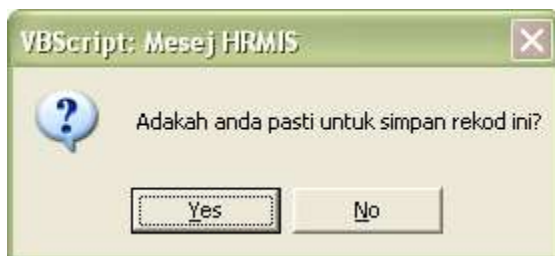 VBScript: Mesej HRMIS
Adakah anda pasti untuk simpan rekod ini?
Yes
No